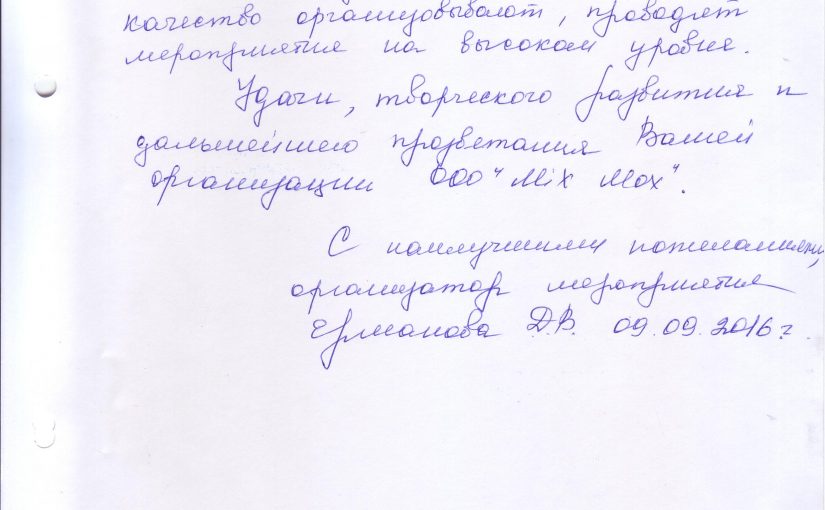 качество организовывают, проводят
мероприятия на высоком уровне.
Удачи, творческого развития и
дальнейшего процветания Вашей
организации ООО "Mix Max".
С наилучшими пожеланиями,
организатор мероприятия
Ермакова Д.В. 09.09.2016 г.